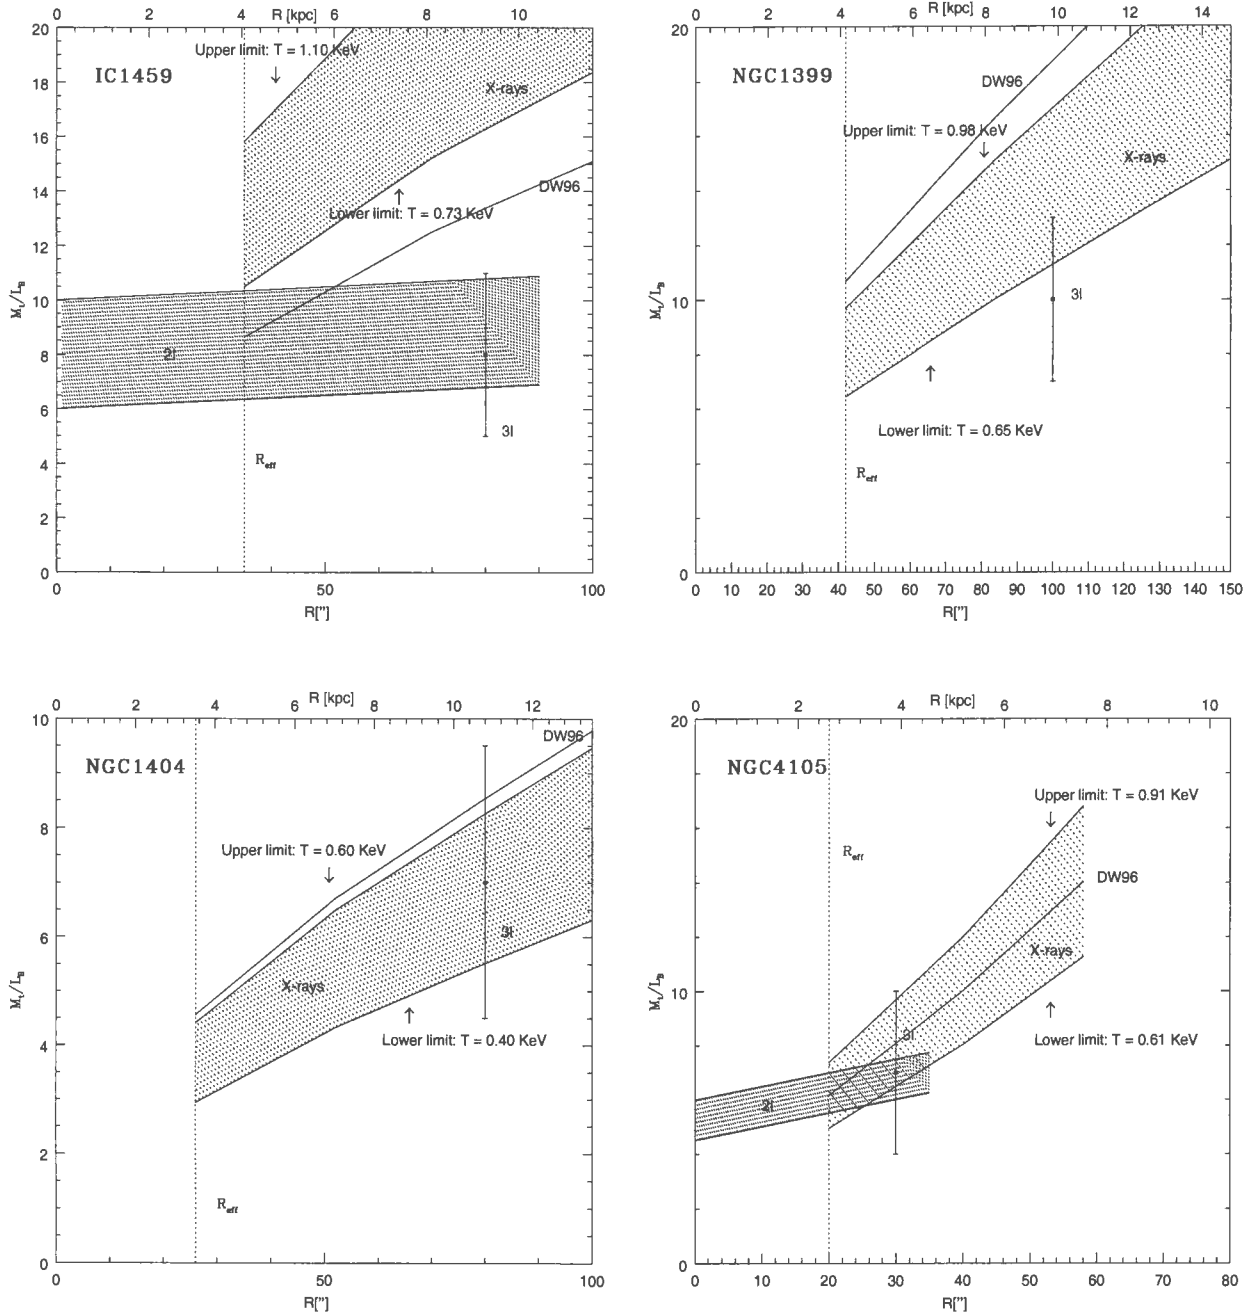 0 2 4 R [kpc] 6 8 10
20
18
16
14
12
10
8
6
4
2
0
M_t/L_B
IC1459
Upper limit: T = 1.10 KeV
X-rays
DW96
Lower limit: T = 0.73 KeV
2I
3I
R_eff
0 50 100
R["]
0 2 4 6 R [kpc] 8 10 12 14
20
10
0
M_t/L_B
NGC1399
DW96
Upper limit: T = 0.98 KeV
X-rays
3I
Lower limit: T = 0.65 KeV
R_eff
0 10 20 30 40 50 60 70 80 90 100 110 120 130 140 150
R["]
0 2 4 6 R [kpc] 8 10 12
10
8
6
4
2
0
M_t/L_B
NGC1404
DW96
Upper limit: T = 0.60 KeV
3I
X-rays
Lower limit: T = 0.40 KeV
R_eff
0 50 100
R["]
0 2 4 R [kpc] 6 8 10
20
10
0
M_t/L_B
NGC4105
Upper limit: T = 0.91 KeV
R_eff
DW96
X-rays
3I
Lower limit: T = 0.61 KeV
2I
0 10 20 30 40 50 60 70 80
R["]